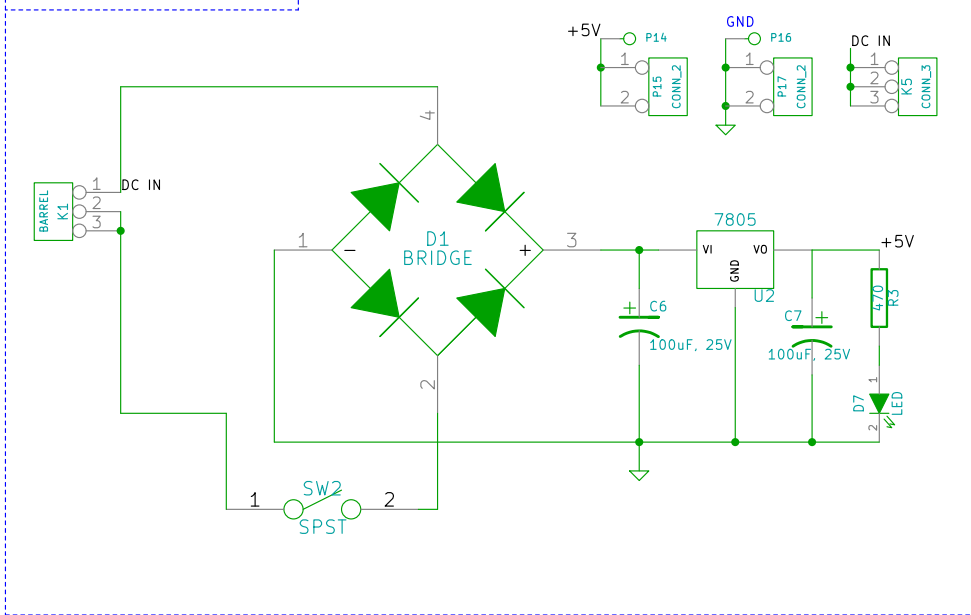 +5V
P14
1
2
P15
CONN_2
GND
P16
1
2
P17
CONN_2
DC IN
1
2
3
K5
CONN_3
4
BARREL
K1
1
2
3
DC IN
1
−
D1
BRIDGE
+
3
2
7805
VI
VO
GND
U2
+5V
470
R3
+
C6
100uF, 25V
C7
+
100uF, 25V
1
D7
LED
2
SW2
1
2
SPST